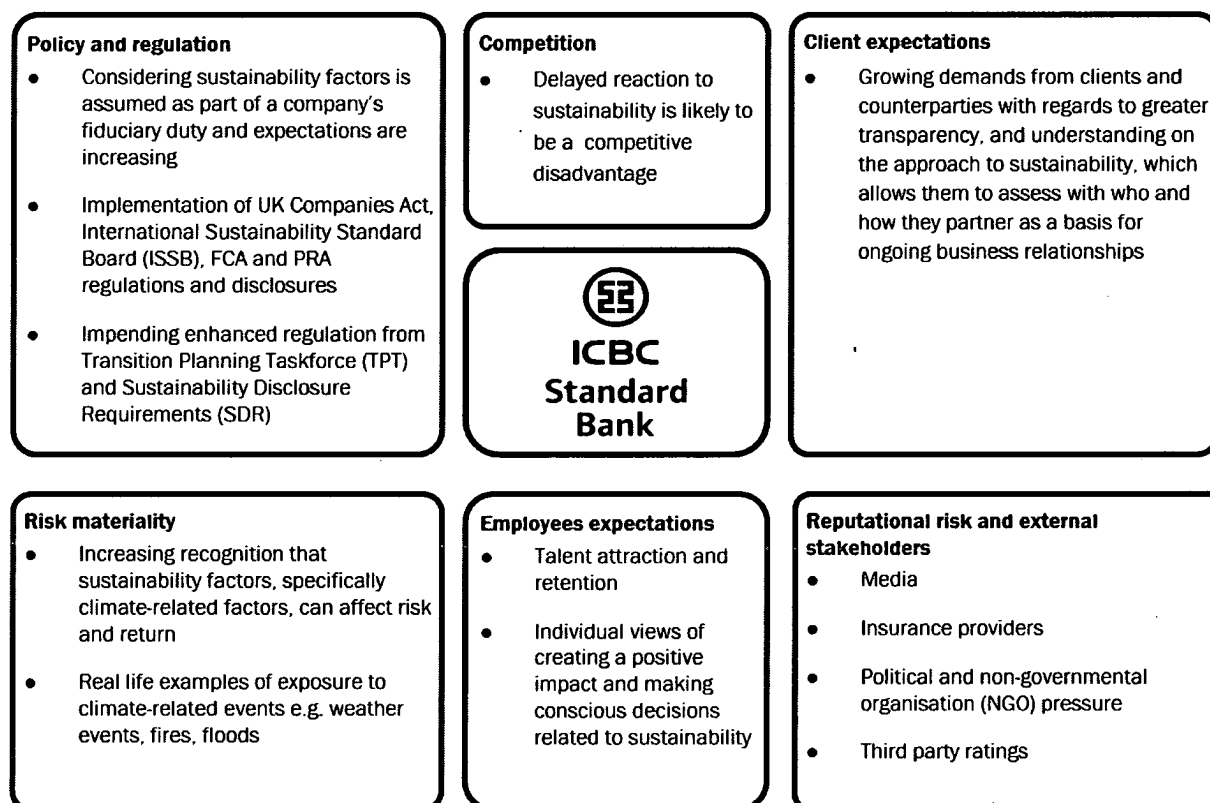 Policy and regulation
• Considering sustainability factors is
assumed as part of a company's
fiduciary duty and expectations are
increasing
• Implementation of UK Companies Act,
International Sustainability Standard
Board (ISSB), FCA and PRA
regulations and disclosures
• Impending enhanced regulation from
Transition Planning Taskforce (TPT)
and Sustainability Disclosure
Requirements (SDR)
Competition
• Delayed reaction to
sustainability is likely to
be a competitive
disadvantage
ICBC
Standard
Bank
Client expectations
• Growing demands from clients and
counterparties with regards to greater
transparency, and understanding on
the approach to sustainability, which
allows them to assess with who and
how they partner as a basis for
ongoing business relationships
Risk materiality
• Increasing recognition that
sustainability factors, specifically
climate-related factors, can affect risk
and return
• Real life examples of exposure to
climate-related events e.g. weather
events, fires, floods
Employees expectations
• Talent attraction and
retention
• Individual views of
creating a positive
impact and making
conscious decisions
related to sustainability
Reputational risk and external
stakeholders
• Media
• Insurance providers
• Political and non-governmental
organisation (NGO) pressure
• Third party ratings